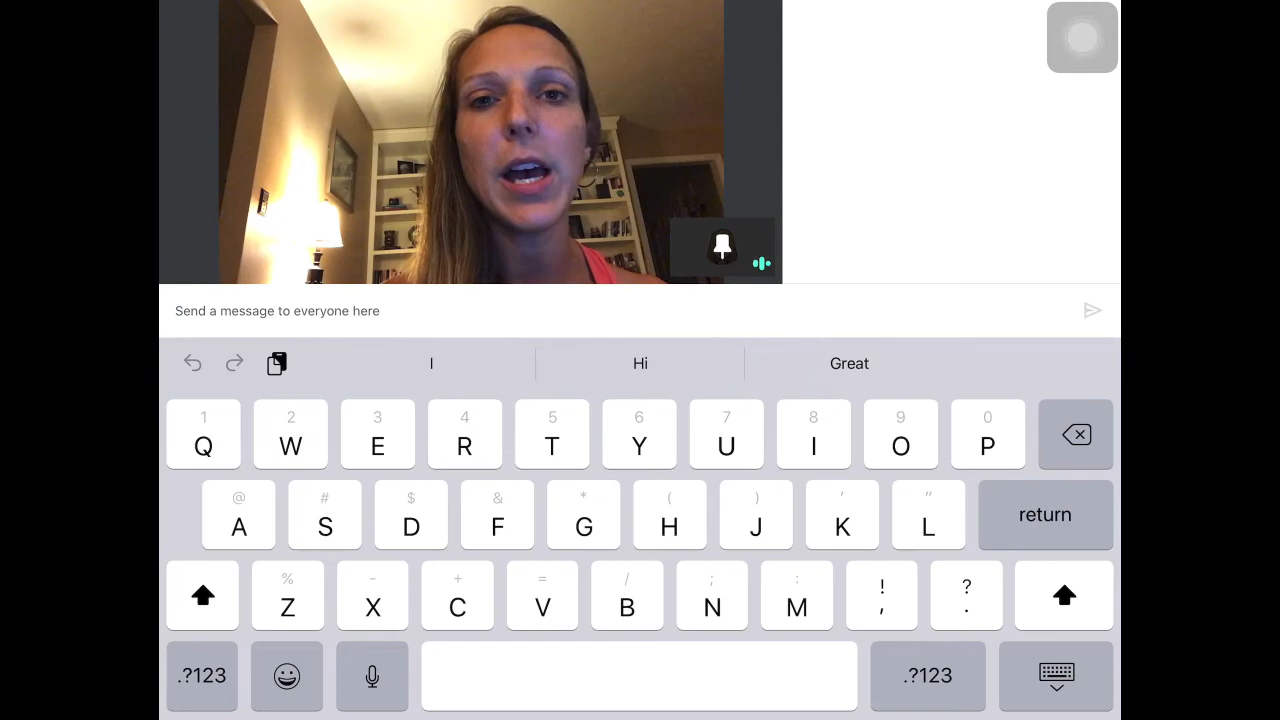 Send a message to everyone here
I Hi Great
1 2 3 4 5 6 7 8 9 0
Q W E R T Y U I O P
@ # $ & * ( ) ' "
A S D F G H J K L return
% - + = / ; : ! ?
Z X C V B N M , .
.?123 .?123